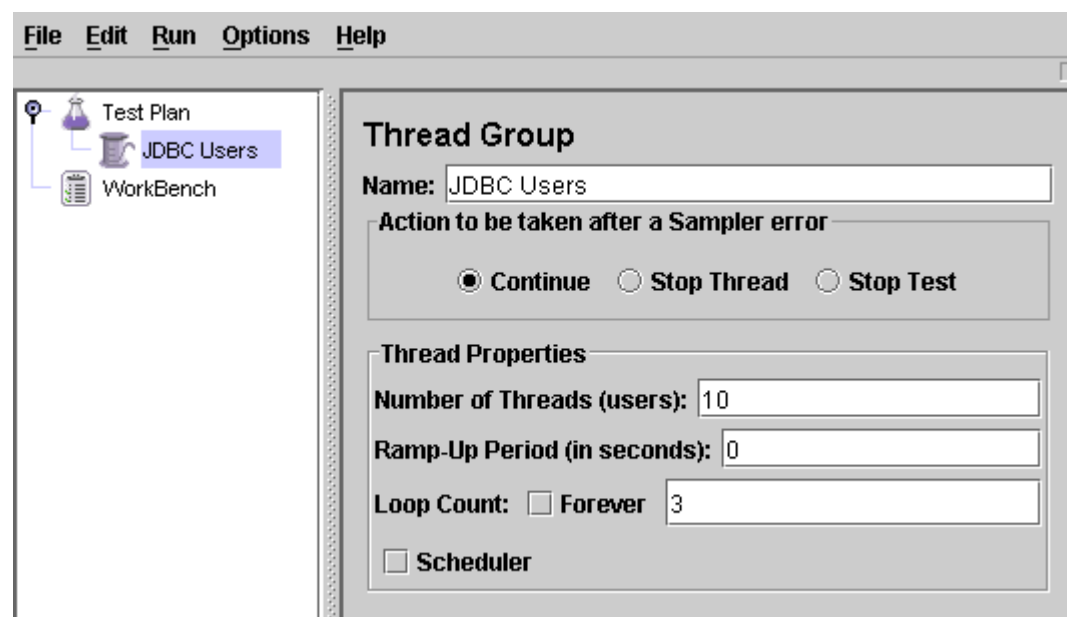 File Edit Run Options Help
Test Plan
JDBC Users
WorkBench
Thread Group
Name: JDBC Users
Action to be taken after a Sampler error
Continue Stop Thread Stop Test
Thread Properties
Number of Threads (users): 10
Ramp-Up Period (in seconds): 0
Loop Count: Forever 3
Scheduler